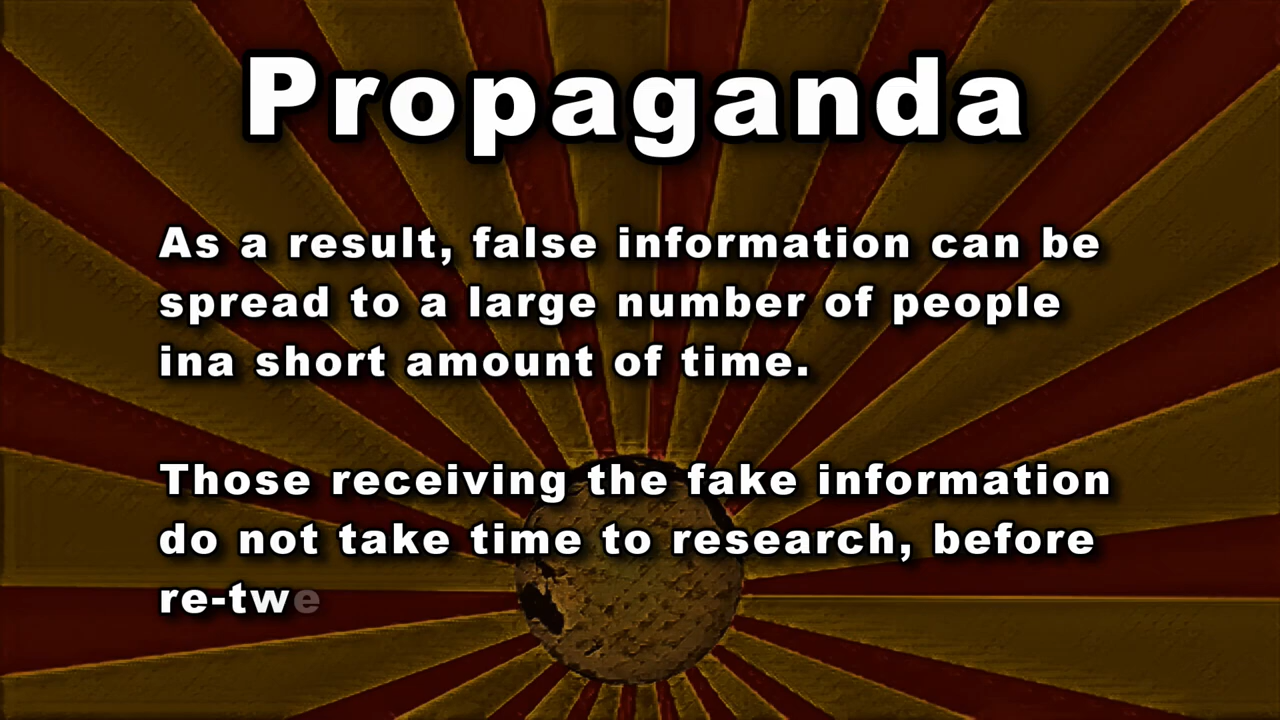 Propaganda
As a result, false information can be
spread to a large number of people
ina short amount of time.
Those receiving the fake information
do not take time to research, before
re-twe